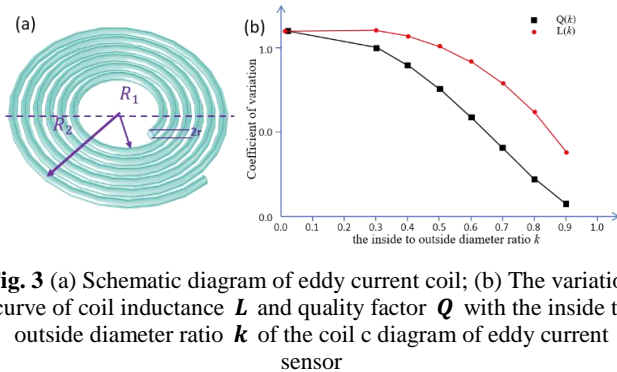 (a)
R₁
R₂
2r
(b)
Q(k)
L(k)
Coefficient of variation
1.0
0.0
0.0
0.0 0.1 0.2 0.3 0.4 0.5 0.6 0.7 0.8 0.9 1.0
the inside to outside diameter ratio k
ig. 3 (a) Schematic diagram of eddy current coil; (b) The variatio
curve of coil inductance L and quality factor Q with the inside t
outside diameter ratio k of the coil c diagram of eddy current
sensor